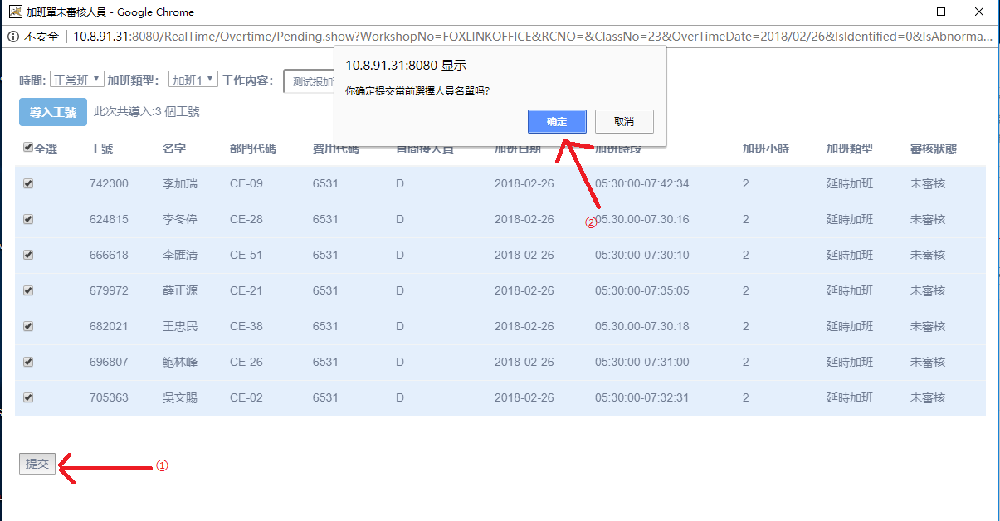 加班單未審核人員 - Google Chrome
不安全 10.8.91.31:8080/RealTime/Overtime/Pending.show?WorkshopNo=FOXLINKOFFICE&RCNO=&ClassNo=23&OverTimeDate=2018/02/26&IsIdentified=0&IsAbnorma...
10.8.91.31:8080 显示
你确定提交當前選擇人員名單吗?
确定 取消
時間: 正常班 加班類型: 加班1 工作内容: 测试报加
導入工號 此次共導入:3 個工號
全選 工號 名字 部門代碼 費用代碼 直間接人員 加班日期 加班時段 加班小時 加班類型 審核狀態
742300 李加瑞 CE-09 6531 D 2018-02-26 05:30:00-07:42:34 2 延時加班 未審核
624815 李冬偉 CE-28 6531 D 2018-02-26 05:30:00-07:30:16 2 延時加班 未審核
666618 李匯清 CE-51 6531 D 2018-02-26 05:30:00-07:30:10 2 延時加班 未審核
679972 薛正源 CE-21 6531 D 2018-02-26 05:30:00-07:35:05 2 延時加班 未審核
682021 王忠民 CE-38 6531 D 2018-02-26 05:30:00-07:30:18 2 延時加班 未審核
696807 鮑林峰 CE-26 6531 D 2018-02-26 05:30:00-07:31:00 2 延時加班 未審核
705363 吳文賜 CE-02 6531 D 2018-02-26 05:30:00-07:32:31 2 延時加班 未審核
②
提交 ①